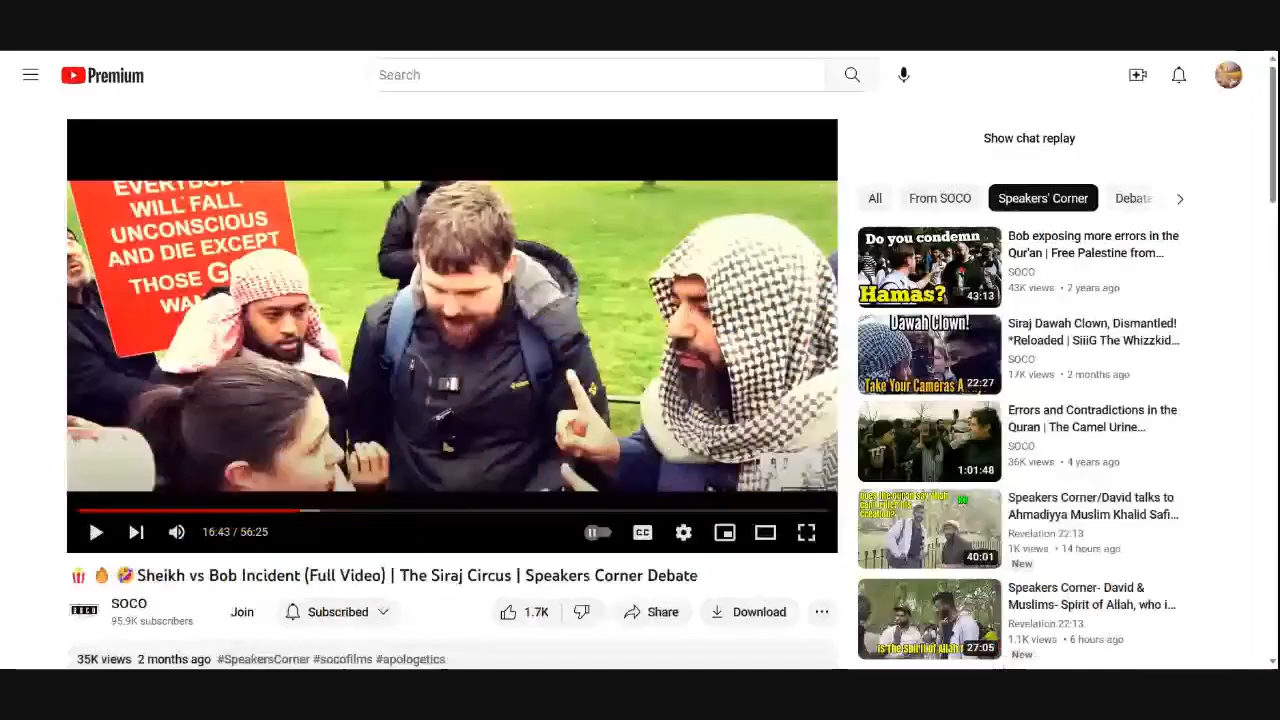 Premium
Search
Show chat replay
EVERYBODY
WILL FALL
UNCONSCIOUS
AND DIE EXCEPT
THOSE
16:43 / 56:25
CC
Sheikh vs Bob Incident (Full Video) | The Siraj Circus | Speakers Corner Debate
SOCO
95.9K subscribers
Join
Subscribed
1.7K
Share
Download
35K views 2 months ago #SpeakersCorner #socofilms #apologetics
All
From SOCO
Speakers' Corner
Debate
Do you condemn
Hamas?
43:13
Bob exposing more errors in the
Qur'an | Free Palestine from...
SOCO
43K views • 2 years ago
Dawah Clown!
Take Your Cameras A
22:27
Siraj Dawah Clown, Dismantled!
*Reloaded | SiiiG The Whizzkid...
SOCO
17K views • 2 months ago
1:01:48
Errors and Contradictions in the
Quran | The Camel Urine...
SOCO
36K views • 4 years ago
40:01
Speakers Corner/David talks to
Ahmadiyya Muslim Khalid Safi...
Revelation 22:13
1K views • 14 hours ago
New
is the spirit of Allah
27:05
Speakers Corner- David &
Muslims- Spirit of Allah, who i...
Revelation 22:13
1.1K views • 6 hours ago
New